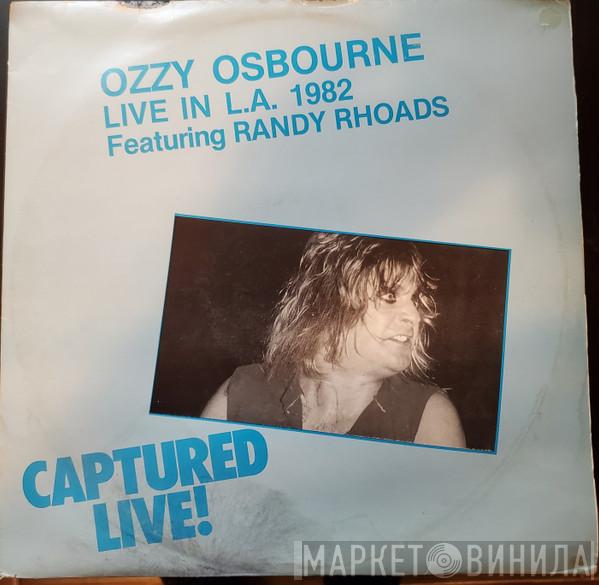 OZZY OSBOURNE
LIVE IN L.A. 1982
Featuring RANDY RHOADS
CAPTURED
LIVE!
МАРКЕТ ВИНИЛА